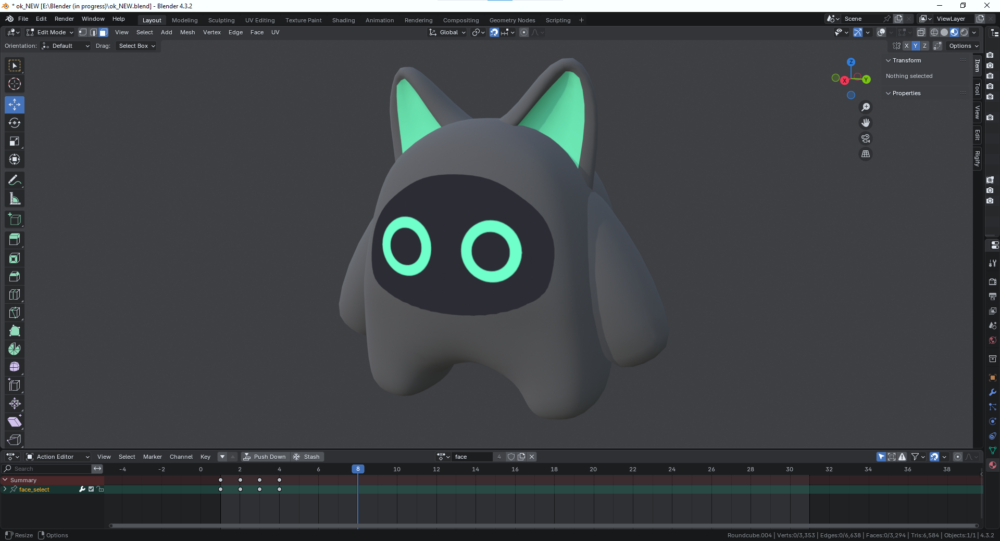 * ok_NEW [E:\Blender (in progress)\ok_NEW.blend] - Blender 4.3.2
File Edit Render Window Help Layout Modeling Sculpting UV Editing Texture Paint Shading Animation Rendering Compositing Geometry Nodes Scripting + Scene ViewLayer
Edit Mode View Select Add Mesh Vertex Edge Face UV Global
Orientation: Default Drag: Select Box X Y Z Options
Transform
Nothing selected
Properties
Item
Tool
View
Edit
Rigify
Z
X
Y
Action Editor View Select Marker Channel Key Push Down Stash face 4
Search -4 -2 0 2 4 6 8 10 12 14 16 18 20 22 24 26 28 30 32 34 36 38
Summary
face_select
Resize Options Roundcube.004 | Verts:0/3,353 | Edges:0/6,638 | Faces:0/3,294 | Tris:6,584 | Objects:1/1 | 4.3.2